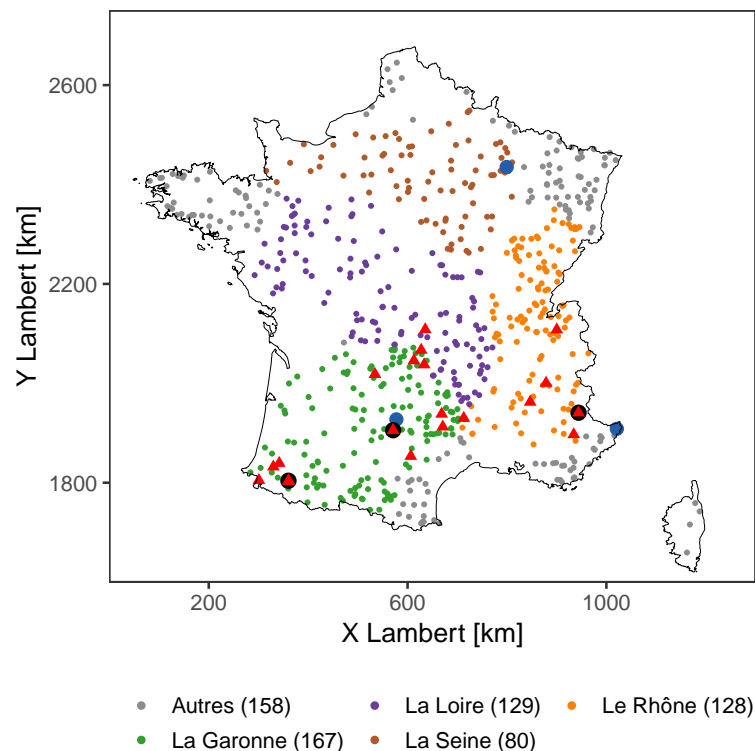 2600
2200
1800
Y Lambert [km]
200 600 1000
X Lambert [km]
Autres (158) La Loire (129) Le Rhône (128)
La Garonne (167) La Seine (80)